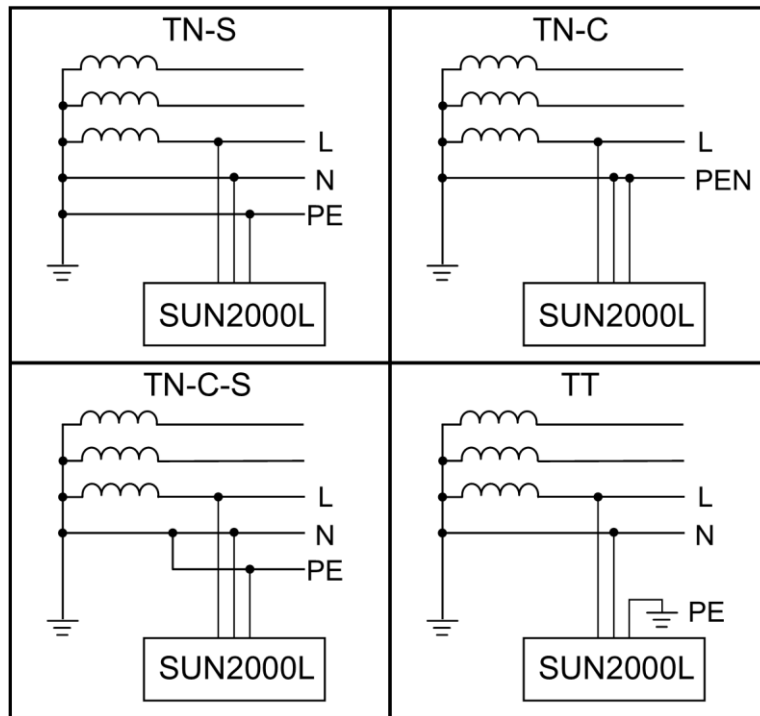 TN-S
L
N
PE
SUN2000L
TN-C
L
PEN
SUN2000L
TN-C-S
L
N
PE
SUN2000L
TT
L
N
PE
SUN2000L